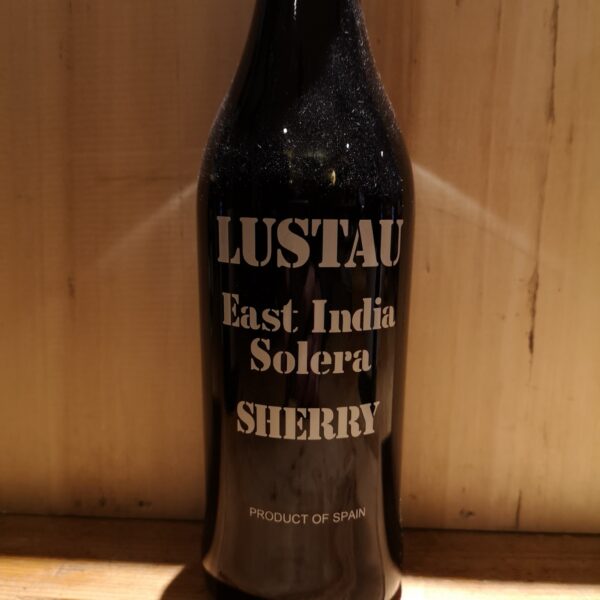 LUSTAU
East India
Solera
SHERRY
PRODUCT OF SPAIN